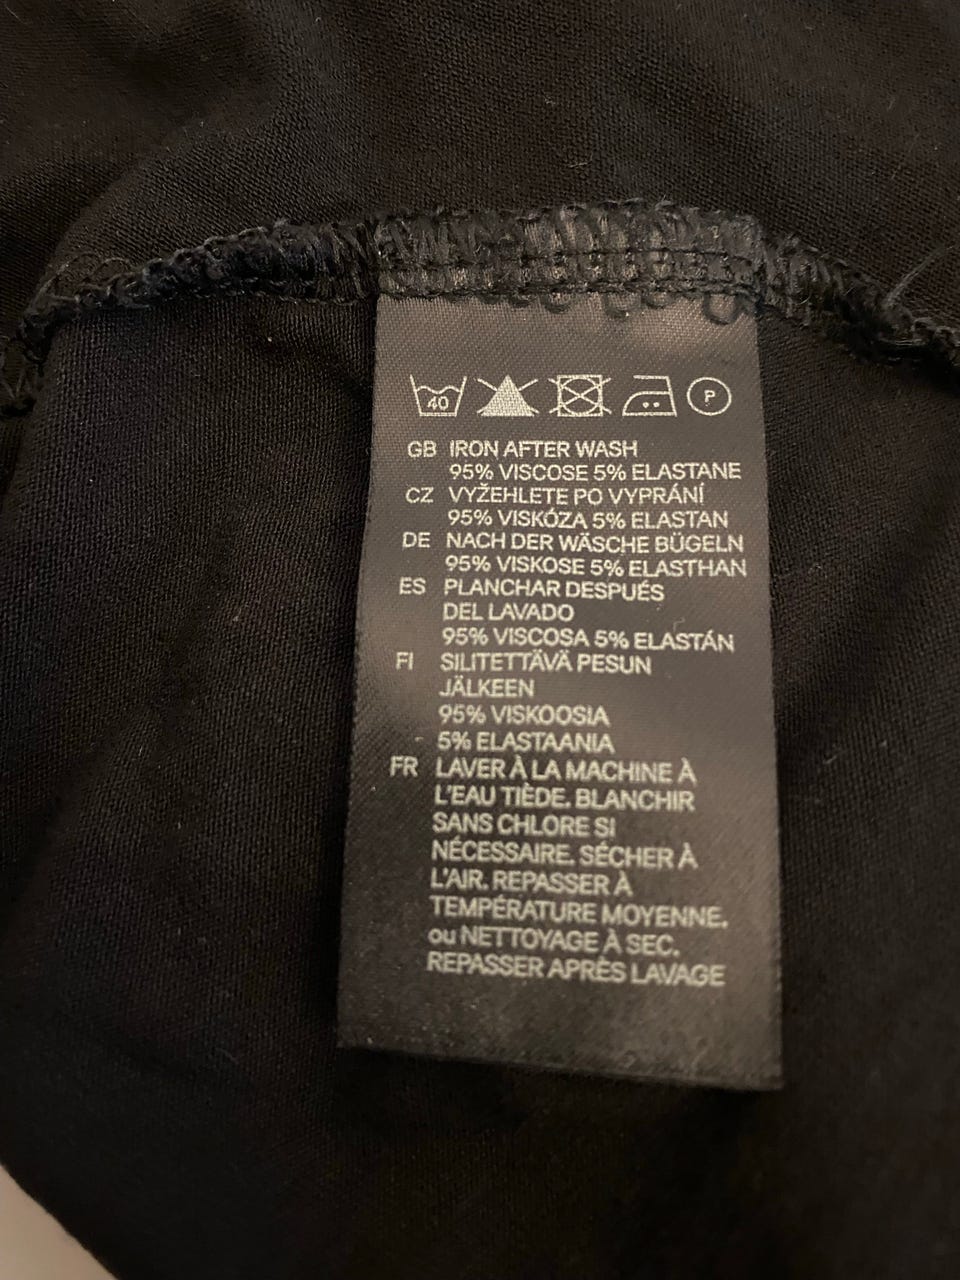 40 P
GB IRON AFTER WASH
95% VISCOSE 5% ELASTANE
CZ VYŽEHLETE PO VYPRÁNÍ
95% VISKÓZA 5% ELASTAN
DE NACH DER WÄSCHE BÜGELN
95% VISKOSE 5% ELASTHAN
ES PLANCHAR DESPUÉS
DEL LAVADO
95% VISCOSA 5% ELASTÁN
FI SILITETTÄVÄ PESUN
JÄLKEEN
95% VISKOOSIA
5% ELASTAANIA
FR LAVER À LA MACHINE À
L'EAU TIÈDE. BLANCHIR
SANS CHLORE SI
NÉCESSAIRE. SÉCHER À
L'AIR. REPASSER À
TEMPÉRATURE MOYENNE.
ou NETTOYAGE À SEC.
REPASSER APRÈS LAVAGE